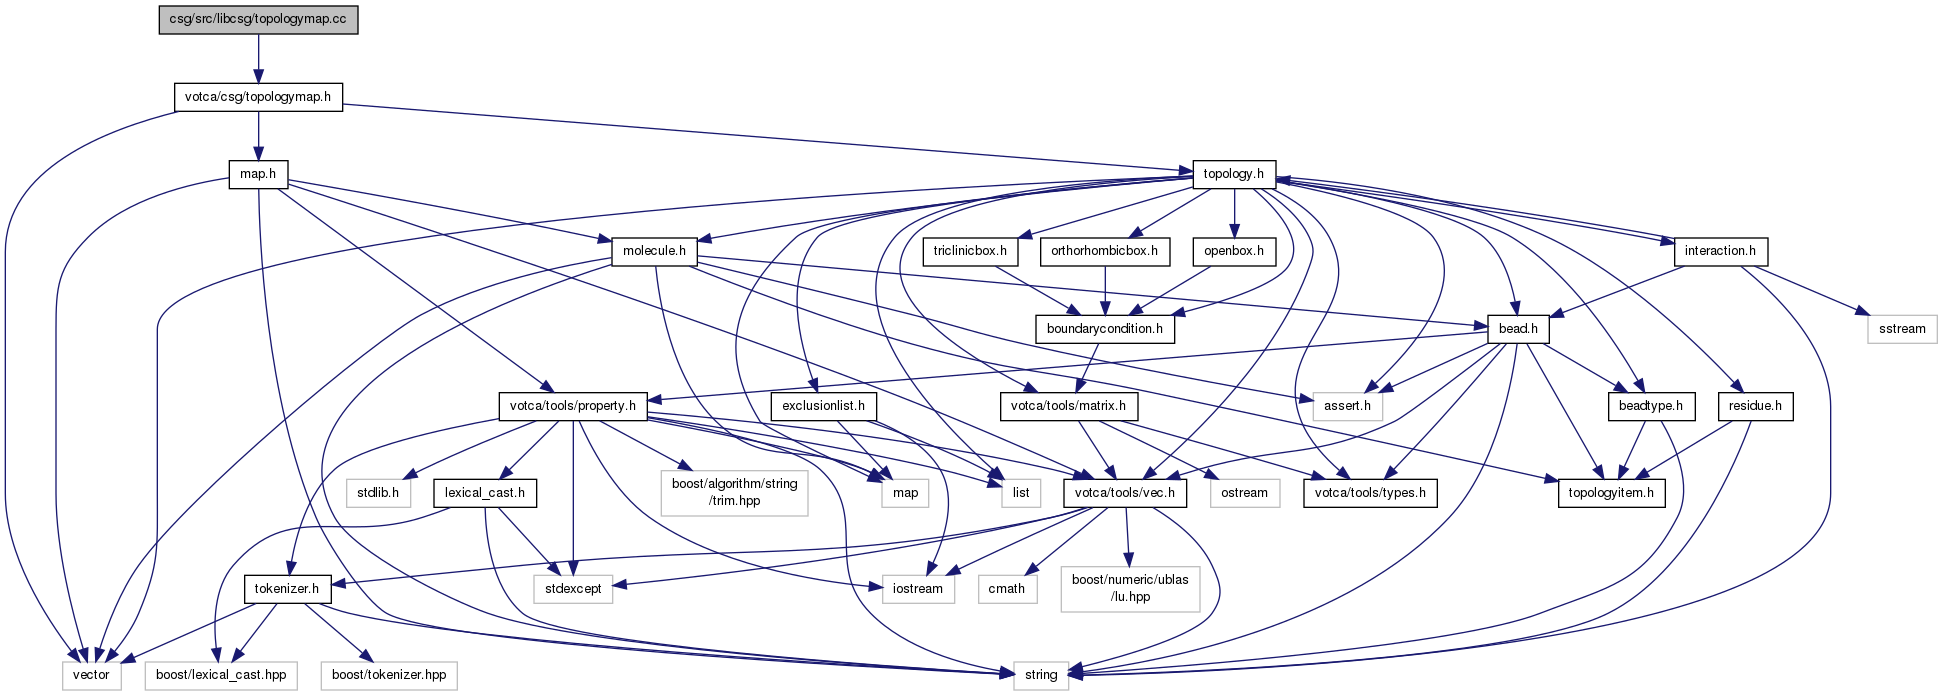 csg/src/libcsg/topologymap.cc
votca/csg/topologymap.h
map.h
topology.h
molecule.h
triclinicbox.h
orthorhombicbox.h
openbox.h
interaction.h
boundarycondition.h
bead.h
sstream
votca/tools/property.h
exclusionlist.h
votca/tools/matrix.h
assert.h
beadtype.h
residue.h
stdlib.h
lexical_cast.h
boost/algorithm/string
/trim.hpp
map
list
votca/tools/vec.h
ostream
votca/tools/types.h
topologyitem.h
tokenizer.h
stdexcept
iostream
cmath
boost/numeric/ublas
/lu.hpp
vector
boost/lexical_cast.hpp
boost/tokenizer.hpp
string